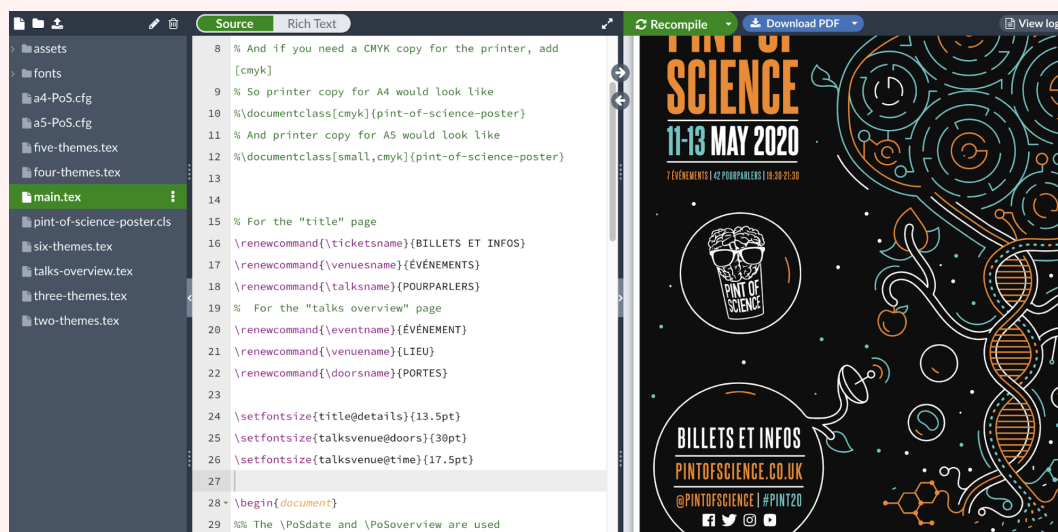 Source
Rich Text
Recompile
Download PDF
View log
assets
fonts
a4-PoS.cfg
a5-PoS.cfg
five-themes.tex
four-themes.tex
main.tex
pint-of-science-poster.cls
six-themes.tex
talks-overview.tex
three-themes.tex
two-themes.tex
8 % And if you need a CMYK copy for the printer, add
[cmyk]
9 % So printer copy for A4 would look like
10 %\documentclass[cmyk]{pint-of-science-poster}
11 % And printer copy for A5 would look like
12 %\documentclass[small,cmyk]{pint-of-science-poster}
13
14
15 % For the "title" page
16 \renewcommand{\ticketsname}{BILLETS ET INFOS}
17 \renewcommand{\venuesname}{ÉVÉNEMENTS}
18 \renewcommand{\talksname}{POURPARLERS}
19 %  For the "talks overview" page
20 \renewcommand{\eventname}{ÉVÉNEMENT}
21 \renewcommand{\venuename}{LIEU}
22 \renewcommand{\doorsname}{PORTES}
23
24 \setfontsize{title@details}{13.5pt}
25 \setfontsize{talksvenue@doors}{30pt}
26 \setfontsize{talksvenue@time}{17.5pt}
27
28 \begin{document}
29 %% The \PoSdate and \PoSoverview are used
PINT OF
SCIENCE
11-13 MAY 2020
7 ÉVÉNEMENTS | 42 POURPARLERS | 19:30-21:30
PINT OF
SCIENCE
BILLETS ET INFOS
PINTOFSCIENCE.CO.UK
@PINTOFSCIENCE | #PINT20